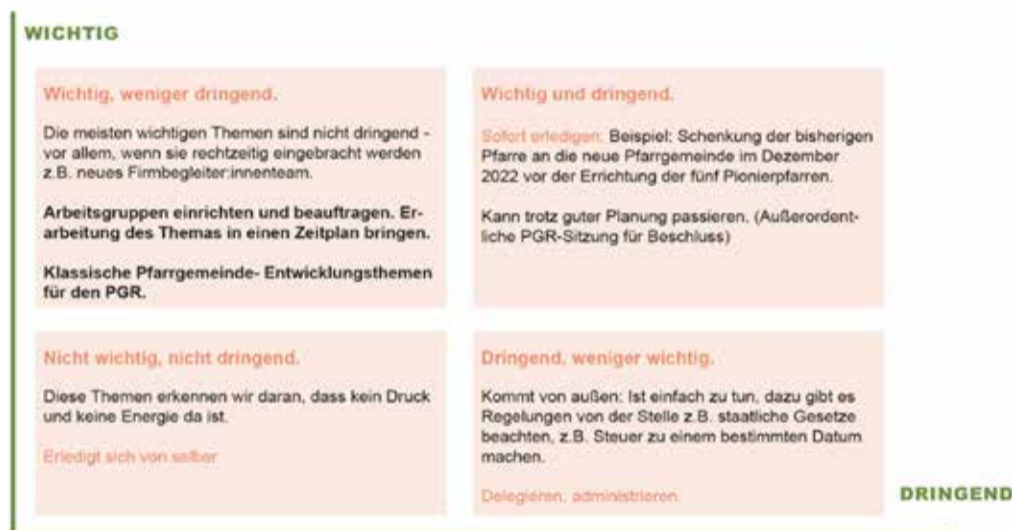 WICHTIG
Wichtig, weniger dringend.
Die meisten wichtigen Themen sind nicht dringend -
vor allem, wenn sie rechtzeitig eingebracht werden
z.B. neues Firmbegleiter:innenteam.
Arbeitsgruppen einrichten und beauftragen. Er-
arbeitung des Themas in einen Zeitplan bringen.
Klassische Pfarrgemeinde- Entwicklungsthemen
für den PGR.
Wichtig und dringend.
Sofort erledigen: Beispiel: Schenkung der bisherigen
Pfarre an die neue Pfarrgemeinde im Dezember
2022 vor der Errichtung der fünf Pionierpfarren.
Kann trotz guter Planung passieren. (Außerordent-
liche PGR-Sitzung für Beschluss)
Nicht wichtig, nicht dringend.
Diese Themen erkennen wir daran, dass kein Druck
und keine Energie da ist.
Erledigt sich von selber
Dringend, weniger wichtig.
Kommt von außen: Ist einfach zu tun, dazu gibt es
Regelungen von der Stelle z.B. staatliche Gesetze
beachten, z.B. Steuer zu einem bestimmten Datum
machen.
Delegieren, administrieren.
DRINGEND